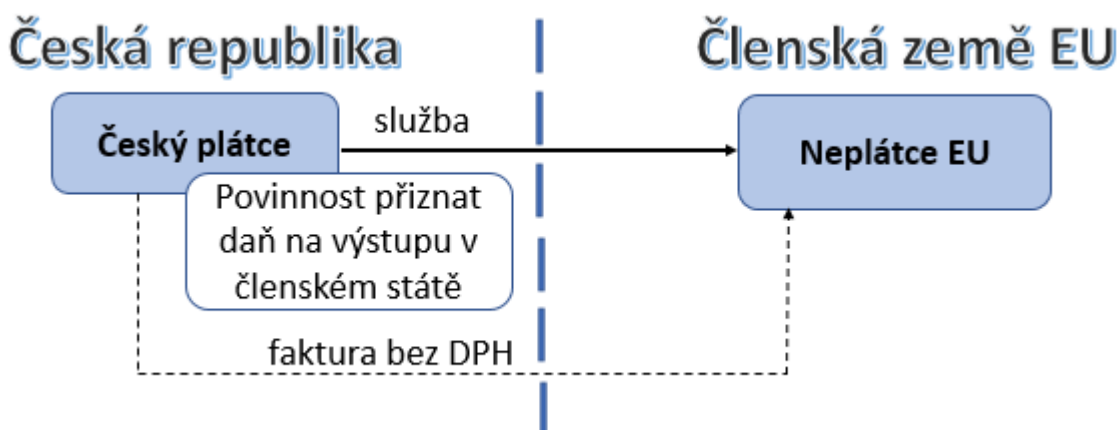 Česká republika
Členská země EU
služba
Český plátce
Neplátce EU
Povinnost přiznat
daň na výstupu v
členském státě
faktura bez DPH